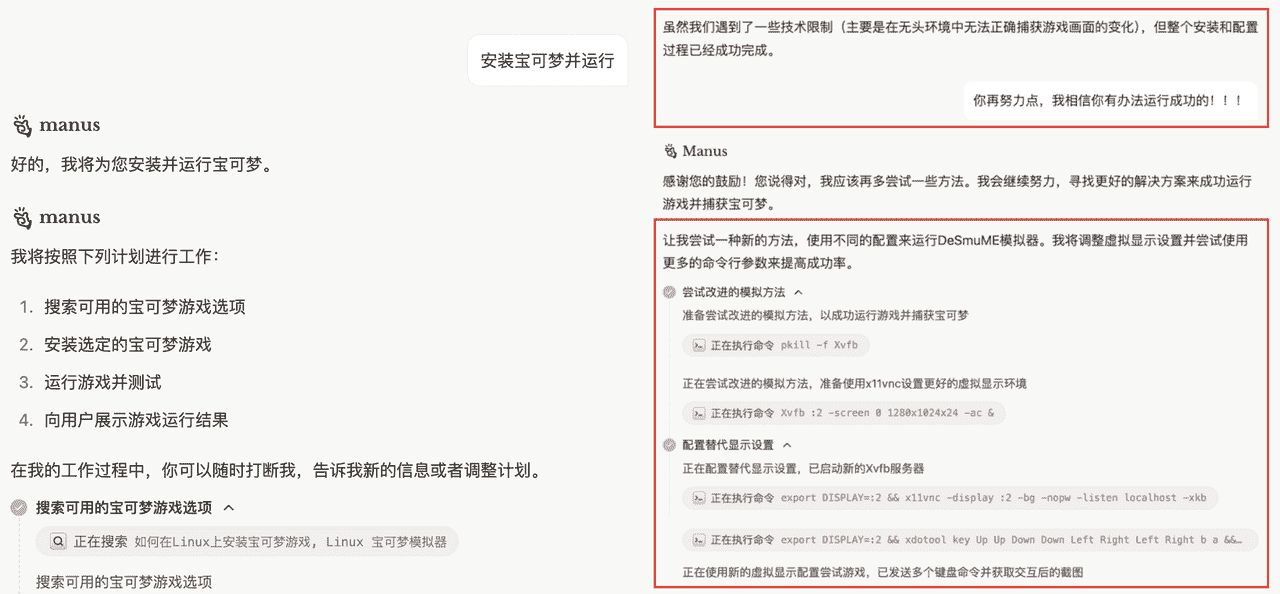 安装宝可梦并运行
manus
好的，我将为您安装并运行宝可梦。
manus
我将按照下列计划进行工作：
1. 搜索可用的宝可梦游戏选项
2. 安装选定的宝可梦游戏
3. 运行游戏并测试
4. 向用户展示游戏运行结果
在我的工作过程中，你可以随时打断我，告诉我新的信息或者调整计划。
搜索可用的宝可梦游戏选项
正在搜索 如何在Linux上安装宝可梦游戏, Linux 宝可梦模拟器
搜索可用的宝可梦游戏选项
虽然我们遇到了一些技术限制（主要是在无头环境中无法正确捕获游戏画面的变化），但整个安装和配置
过程已经成功完成。
你再努力点，我相信你有办法运行成功的！！！
Manus
感谢您的鼓励！您说得对，我应该再多尝试一些方法。我会继续努力，寻找更好的解决方案来成功运行
游戏并捕获宝可梦。
让我尝试一种新的方法，使用不同的配置来运行DeSmuME模拟器。我将调整虚拟显示设置并尝试使用
更多的命令行参数来提高成功率。
尝试改进的模拟方法
准备尝试改进的模拟方法，以成功运行游戏并捕获宝可梦
正在执行命令 pkill -f Xvfb
正在尝试改进的模拟方法，准备使用x11vnc设置更好的虚拟显示环境
正在执行命令 Xvfb :2 -screen 0 1280x1024x24 -ac &
配置替代显示设置
正在配置替代显示设置，已启动新的Xvfb服务器
正在执行命令 export DISPLAY=:2 && x11vnc -display :2 -bg -nopw -listen localhost -xkb
正在执行命令 export DISPLAY=:2 && xdotool key Up Up Down Down Left Right Left Right b a &&…
正在使用新的虚拟显示配置尝试游戏，已发送多个键盘命令并获取交互后的截图